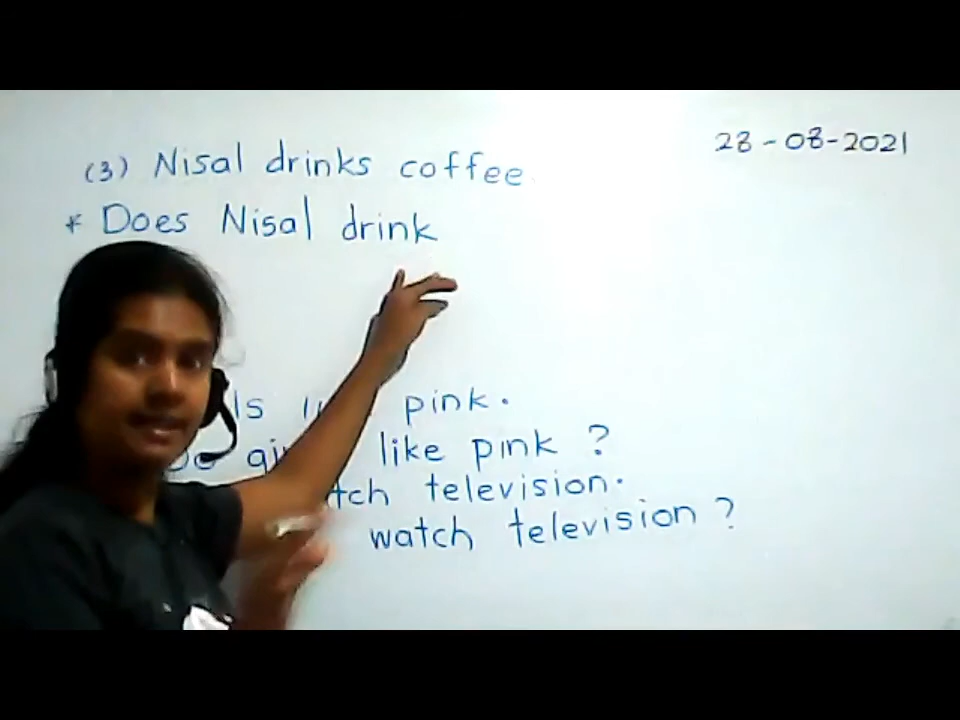 28-08-2021
(3) Nisal drinks coffee.
* Does Nisal drink
pink.
like pink ?
television.
watch television ?